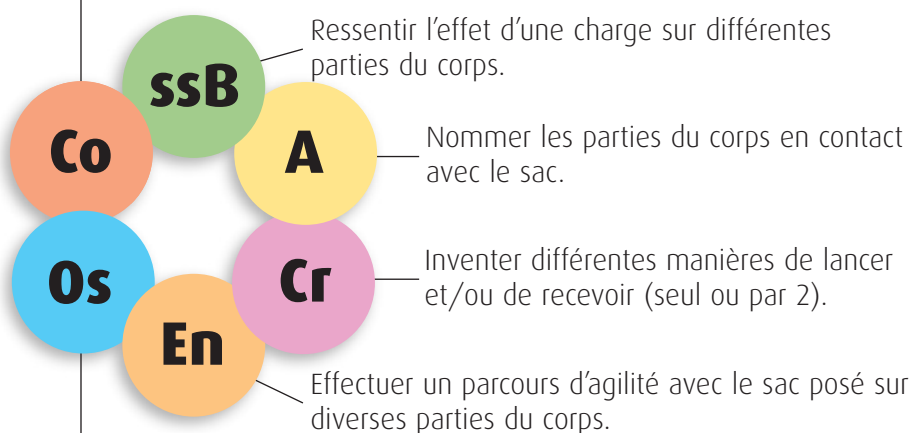 ssB
Ressentir l’effet d’une charge sur différentes
parties du corps.
Co
A
Nommer les parties du corps en contact
avec le sac.
Os
Cr
Inventer différentes manières de lancer
et/ou de recevoir (seul ou par 2).
En
Effectuer un parcours d’agilité avec le sac posé sur
diverses parties du corps.